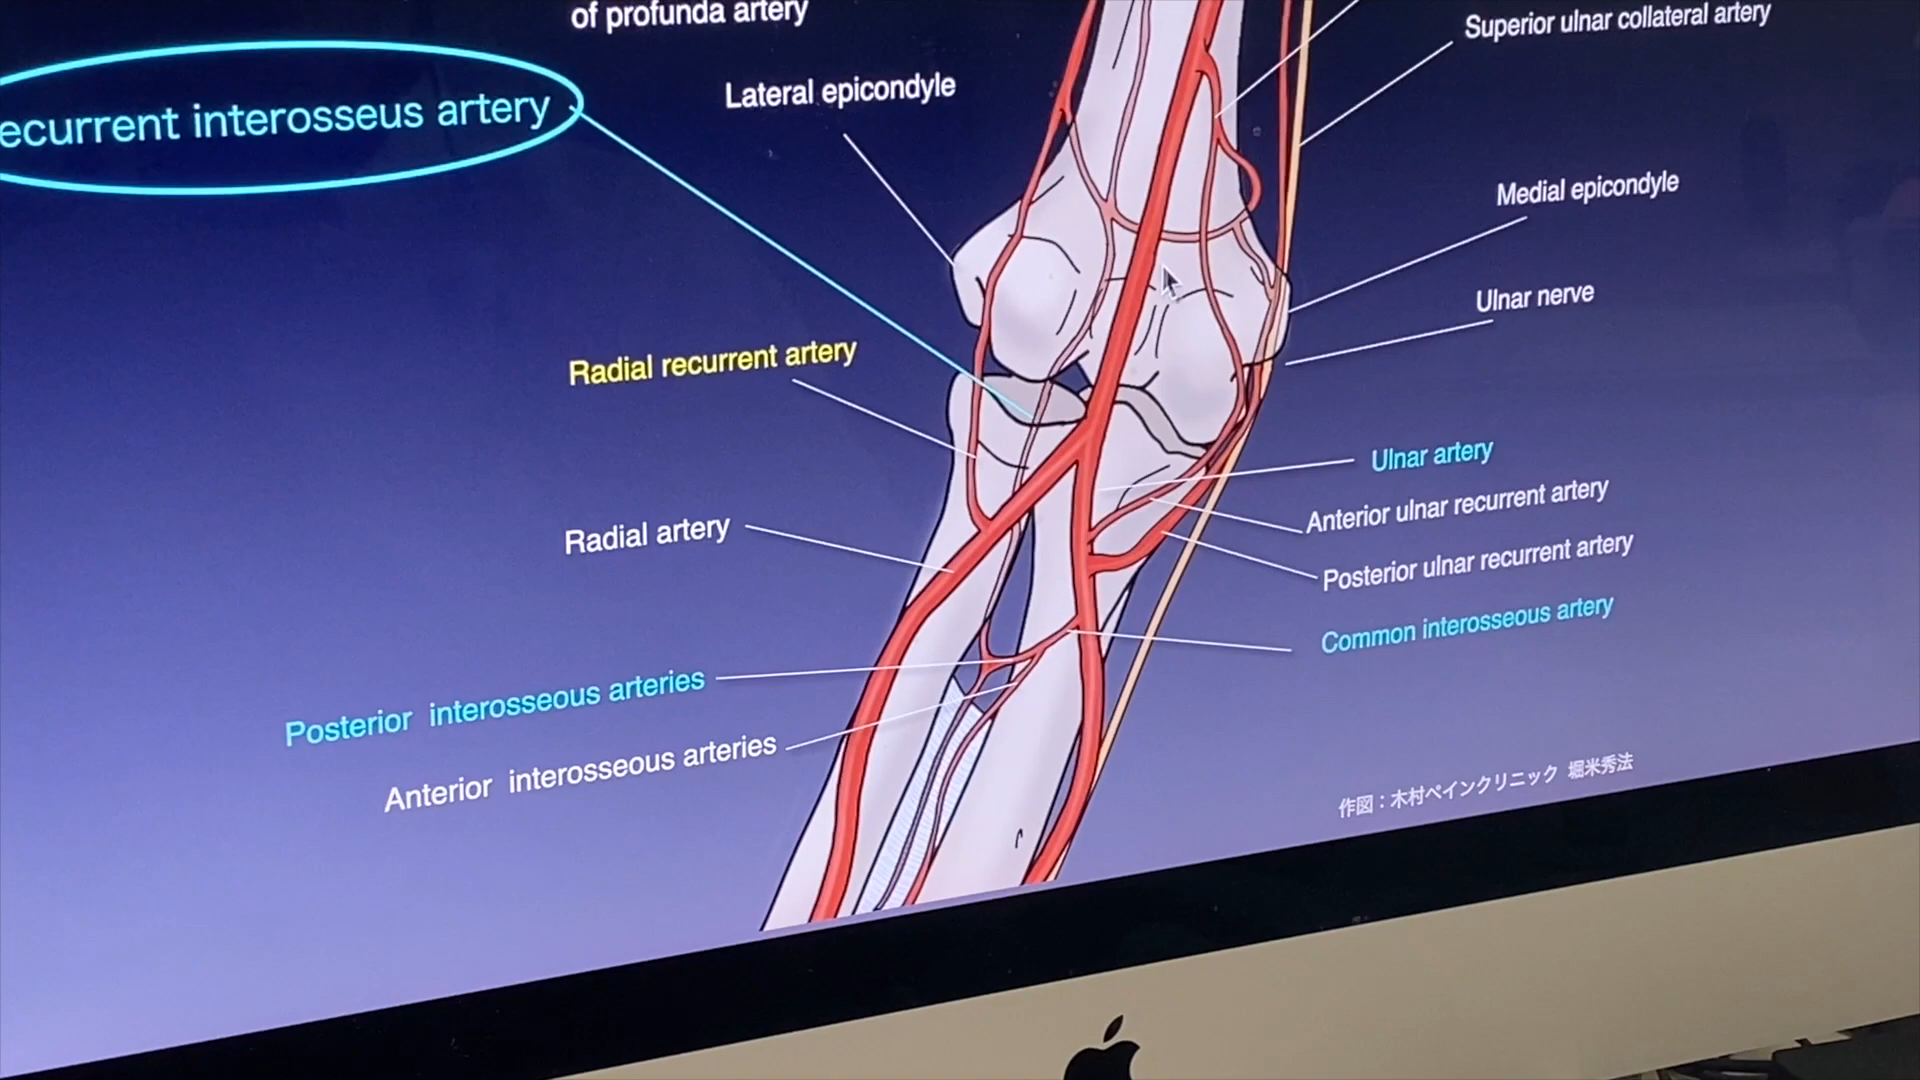 of profunda artery
Superior ulnar collateral artery
Lateral epicondyle
ecurrent interosseus artery
Medial epicondyle
Ulnar nerve
Radial recurrent artery
Ulnar artery
Anterior ulnar recurrent artery
Radial artery
Posterior ulnar recurrent artery
Common interosseous artery
Posterior interosseous arteries
Anterior interosseous arteries
作図：木村ペインクリニック 堀米秀法